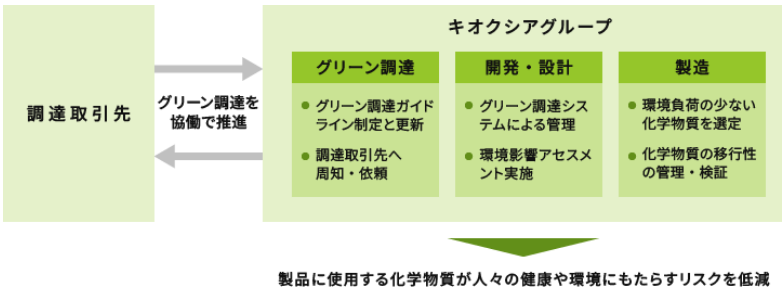 調達取引先
グリーン調達を
協働で推進
キオクシアグループ
グリーン調達
• グリーン調達ガイド
ライン制定と更新
• 調達取引先へ
周知・依頼
開発・設計
• グリーン調達シス
テムによる管理
• 環境影響アセスメ
ント実施
製造
• 環境負荷の少ない
化学物質を選定
• 化学物質の移行性
の管理・検証
製品に使用する化学物質が人々の健康や環境にもたらすリスクを低減